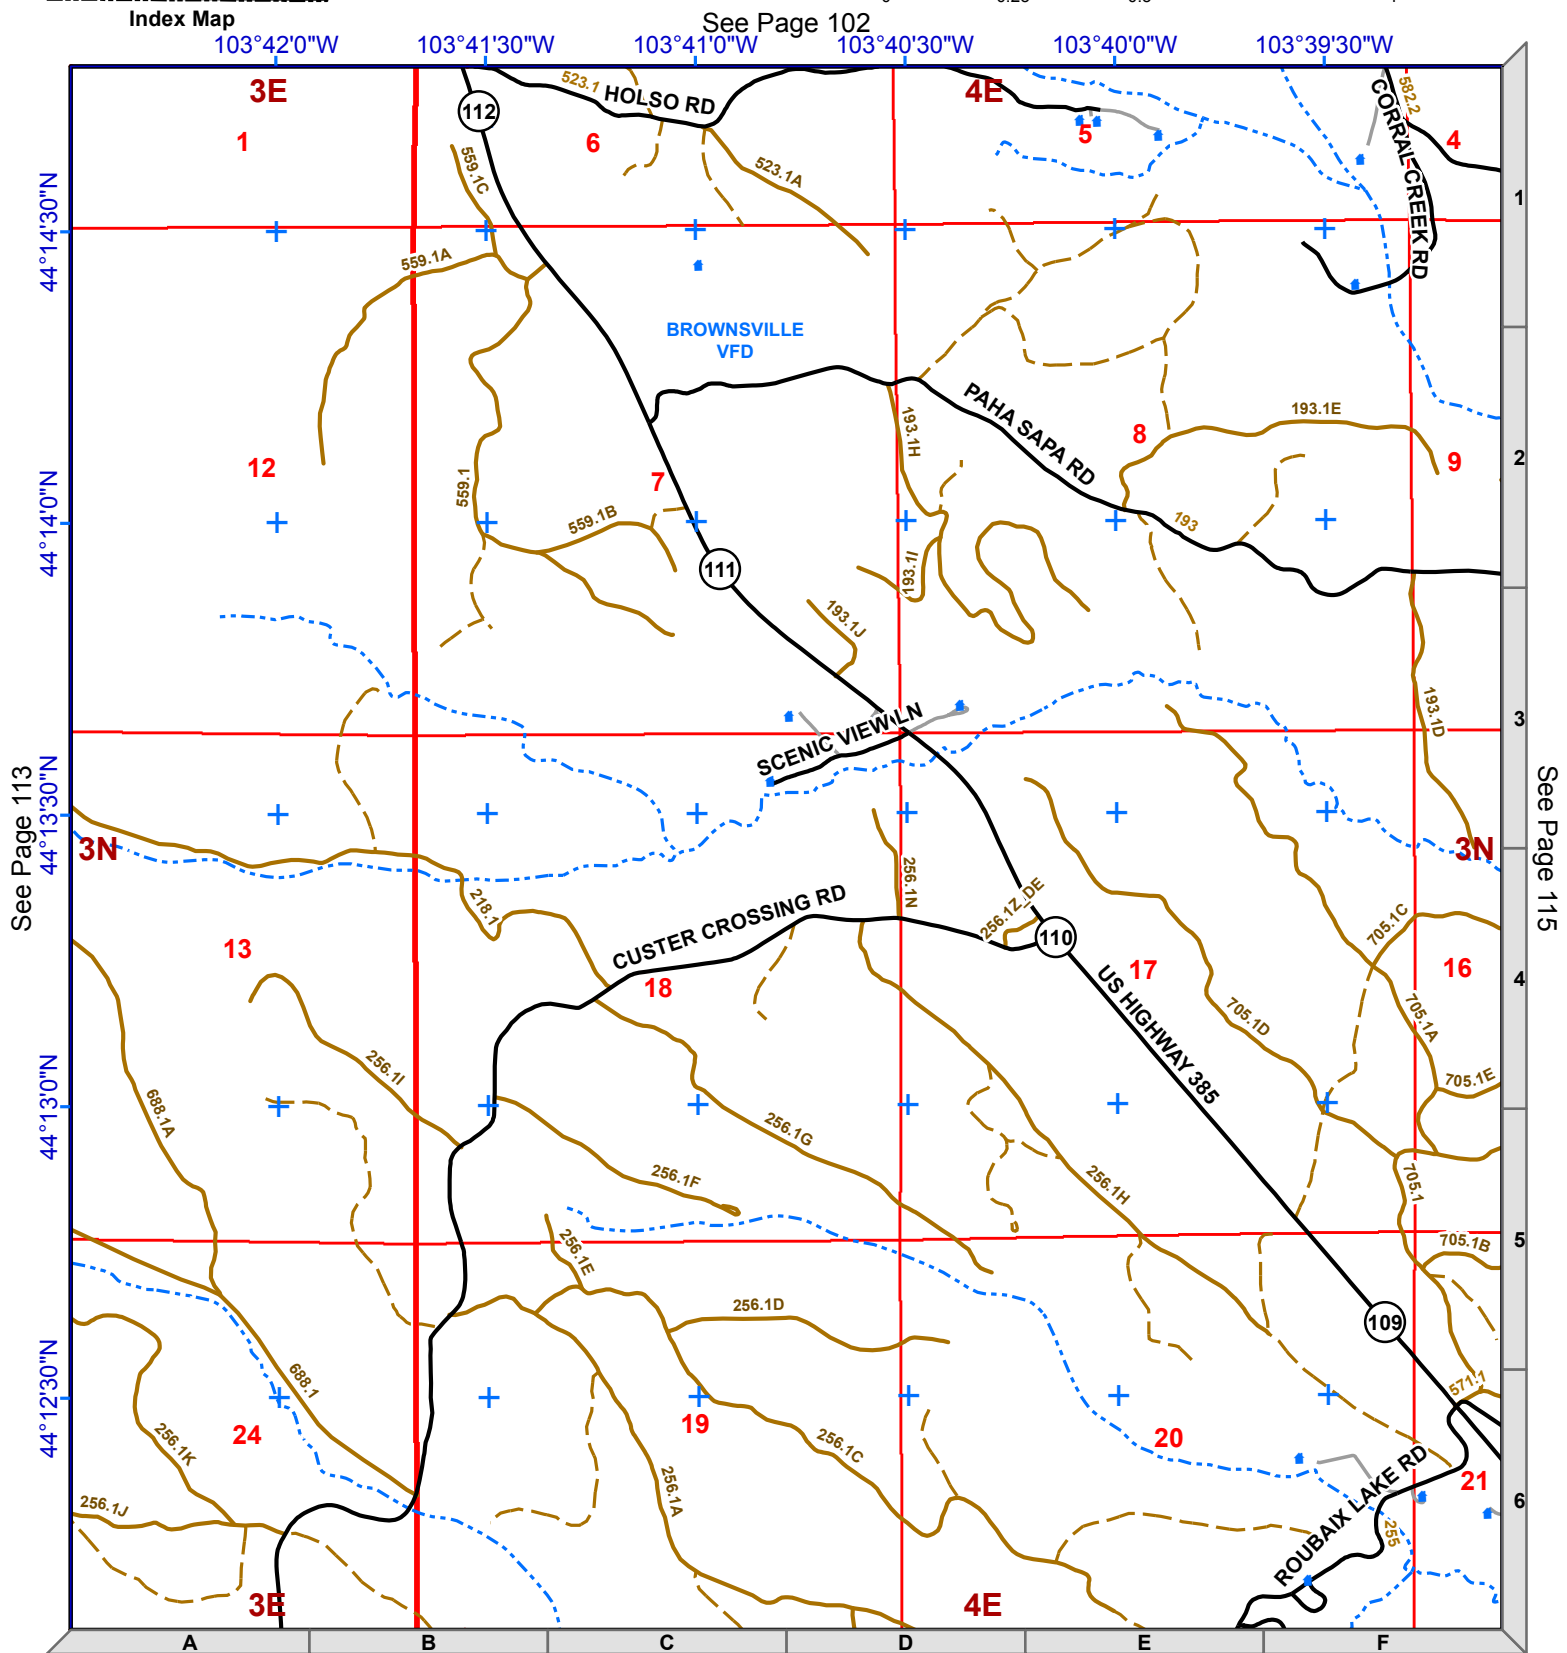 Index Map
See Page 102
103°42'0"W
103°41'30"W
103°41'0"W
103°40'30"W
103°40'0"W
103°39'30"W
3E
4E
112
523.1
HOLSO RD
582.2
CORRAL CREEK RD
1
6
5
4
559.1C
523.1A
1
44°14'30"N
559.1A
BROWNSVILLE
VFD
PAHA SAPA RD
193.1H
193.1E
12
559.1
7
8
9
2
559.1B
193
44°14'0"N
111
193.1I
193.1J
193.1D
3
SCENIC VIEW LN
See Page 113
See Page 115
44°13'30"N
3N
3N
218.1
256.1N
256.1Z_DE
CUSTER CROSSING RD
110
705.1C
13
18
17
16
4
US HIGHWAY 385
705.1D
705.1A
256.1I
705.1E
44°13'0"N
688.1A
256.1G
256.1F
256.1H
705.1
256.1E
705.1B
5
256.1D
109
688.1
571.1
44°12'30"N
24
19
20
21
256.1K
256.1C
256.1A
256.1J
ROUBAIX LAKE RD
255
6
3E
4E
A
B
C
D
E
F